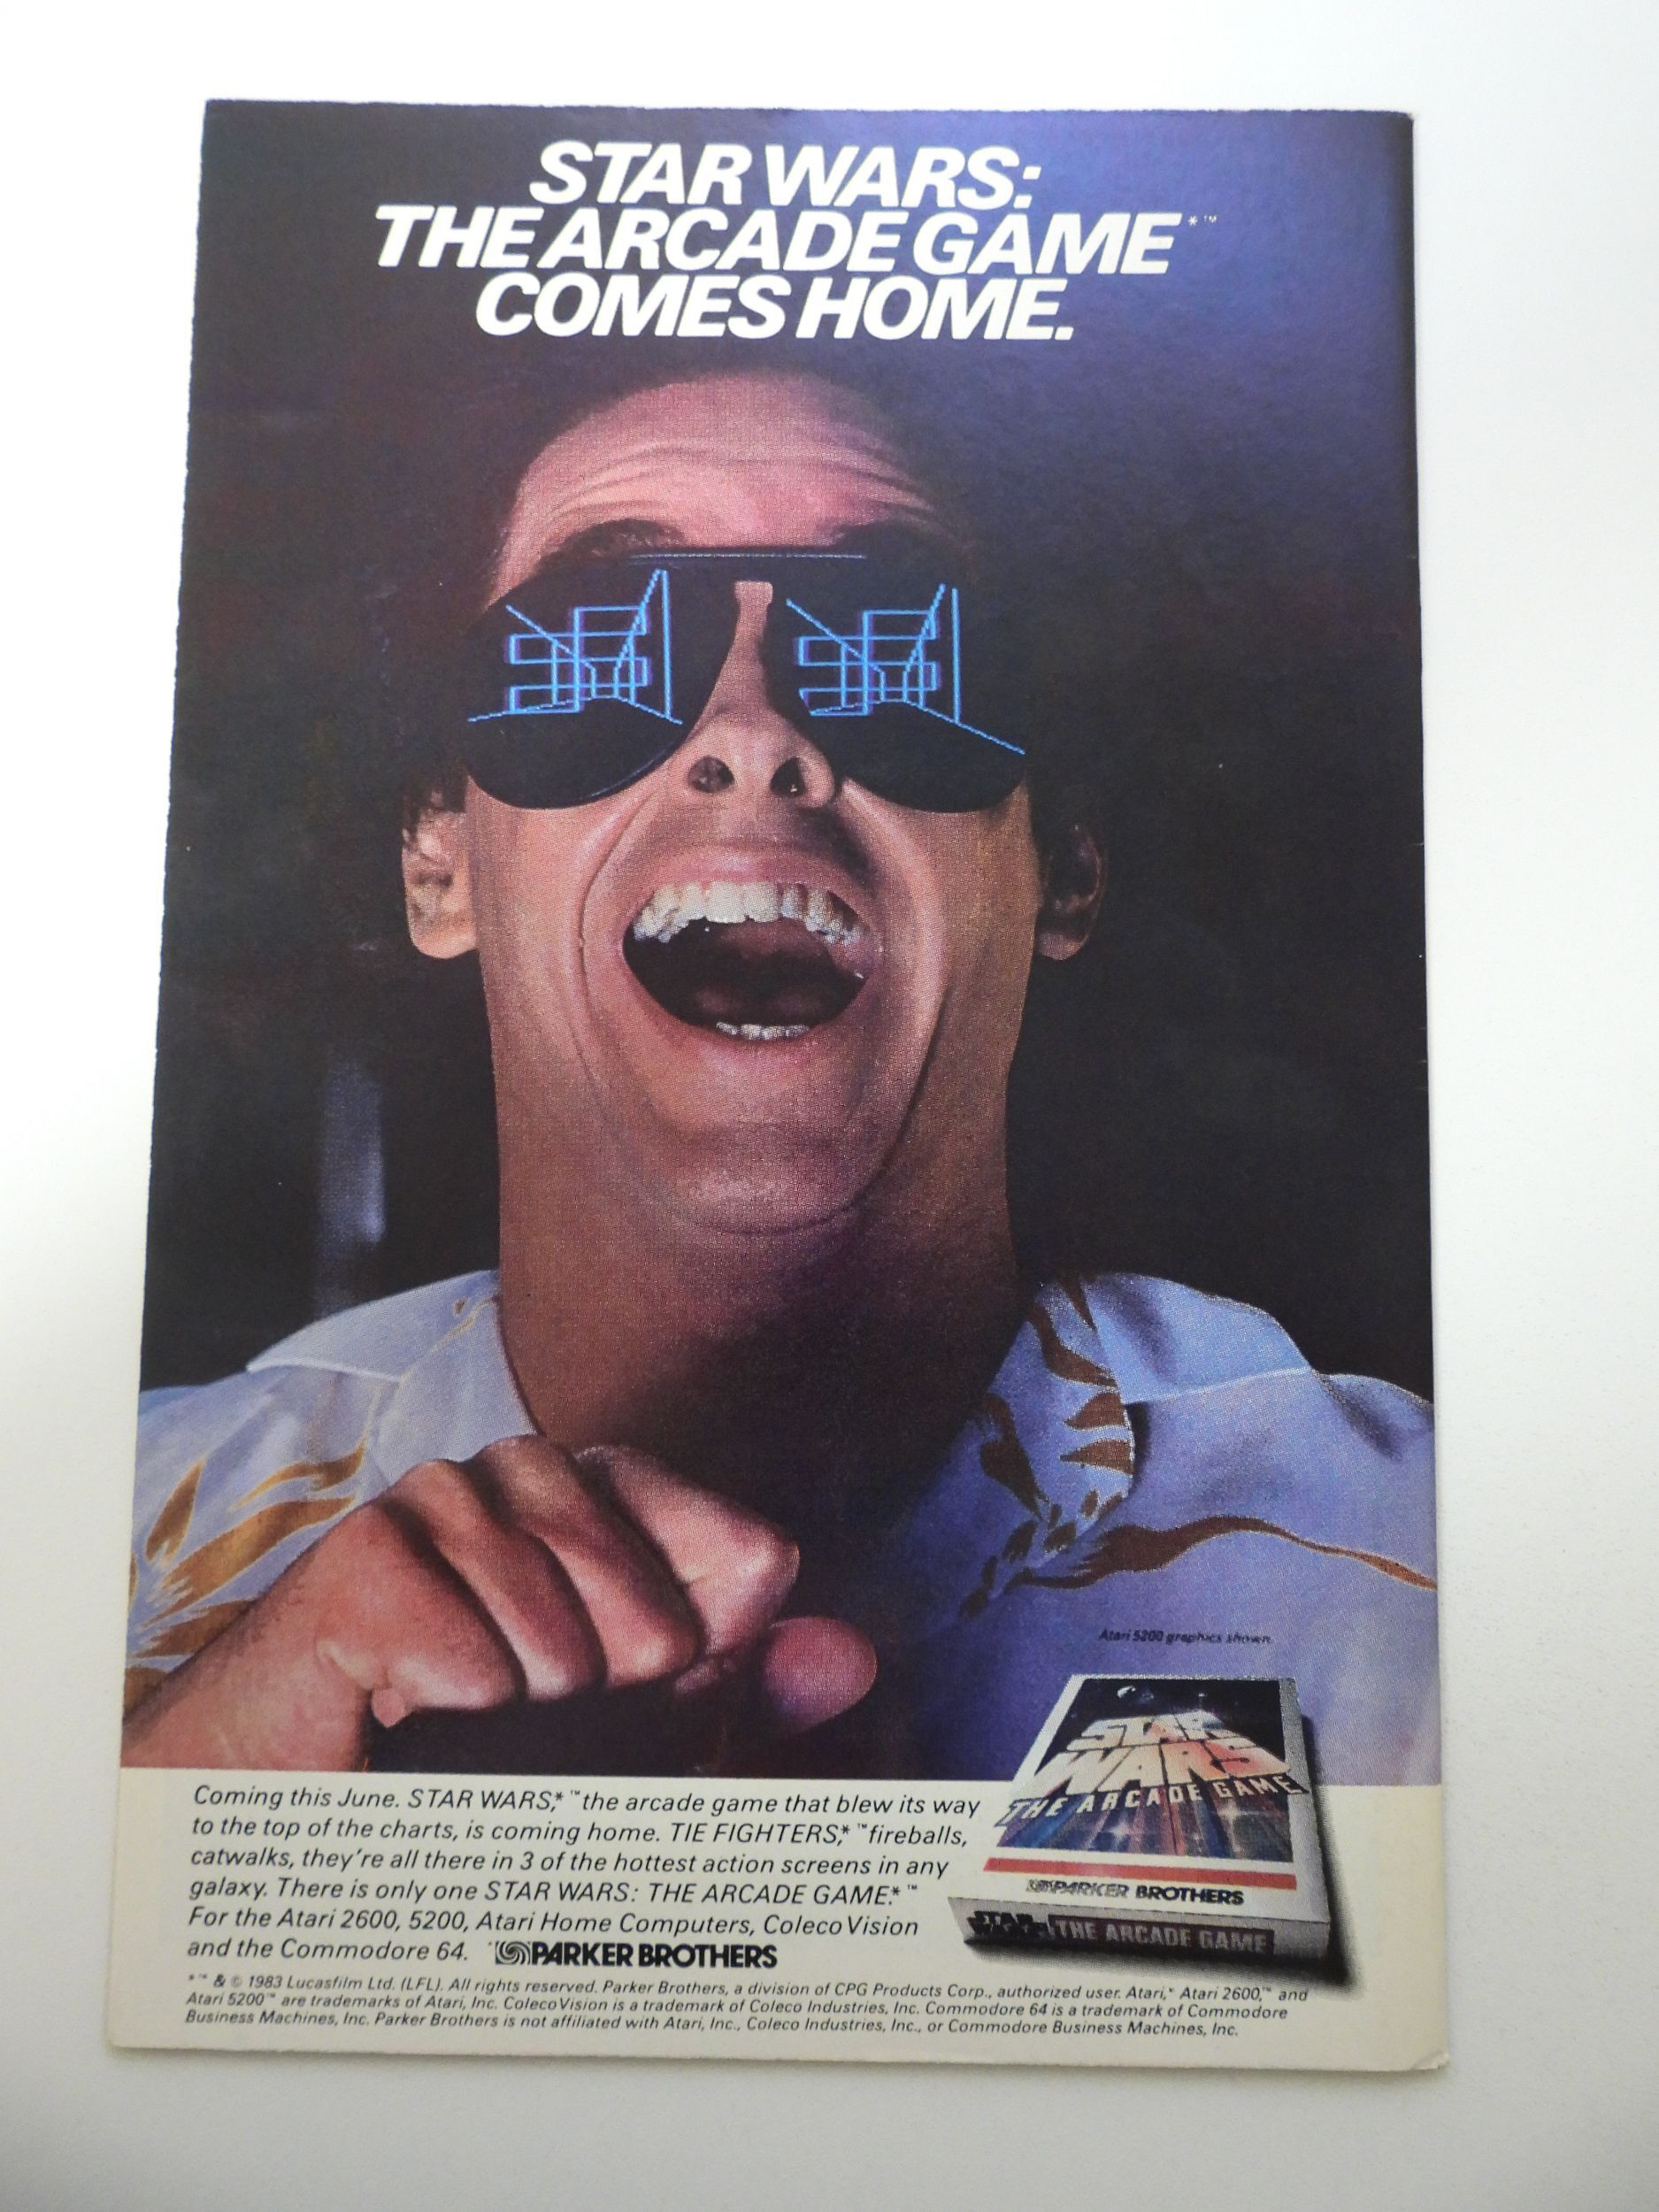 STAR WARS:
THE ARCADE GAME*™
COMES HOME.
Atari 5200 graphics shown.
STAR
WARS
THE ARCADE GAME
PARKER BROTHERS
STAR WARS THE ARCADE GAME
Coming this June. STAR WARS,*™ the arcade game that blew its way
to the top of the charts, is coming home. TIE FIGHTERS,*™ fireballs,
catwalks, they're all there in 3 of the hottest action screens in any
galaxy. There is only one STAR WARS: THE ARCADE GAME.*™
For the Atari 2600, 5200, Atari Home Computers, ColecoVision
and the Commodore 64. PARKER BROTHERS
*™ & © 1983 Lucasfilm Ltd. (LFL). All rights reserved. Parker Brothers, a division of CPG Products Corp., authorized user. Atari,* Atari 2600,™ and
Atari 5200™ are trademarks of Atari, Inc. ColecoVision is a trademark of Coleco Industries, Inc. Commodore 64 is a trademark of Commodore
Business Machines, Inc. Parker Brothers is not affiliated with Atari, Inc., Coleco Industries, Inc., or Commodore Business Machines, Inc.